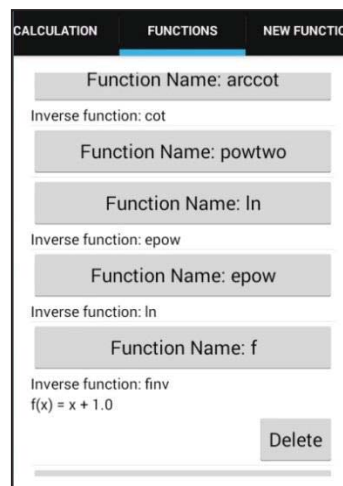 CALCULATION FUNCTIONS NEW FUNCTIO
Function Name: arccot
Inverse function: cot
Function Name: powtwo
Function Name: ln
Inverse function: epow
Function Name: epow
Inverse function: ln
Function Name: f
Inverse function: finv
f(x) = x + 1.0
Delete